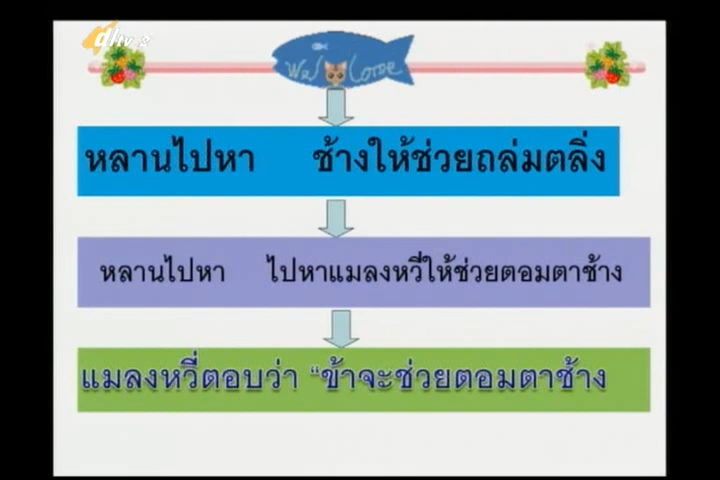 dltv 3
Welcome
หลานไปหา ช้างให้ช่วยถล่มตลิ่ง
หลานไปหา ไปหาแมลงหวี่ให้ช่วยตอมตาช้าง
แมลงหวี่ตอบว่า “ข้าจะช่วยตอมตาช้าง